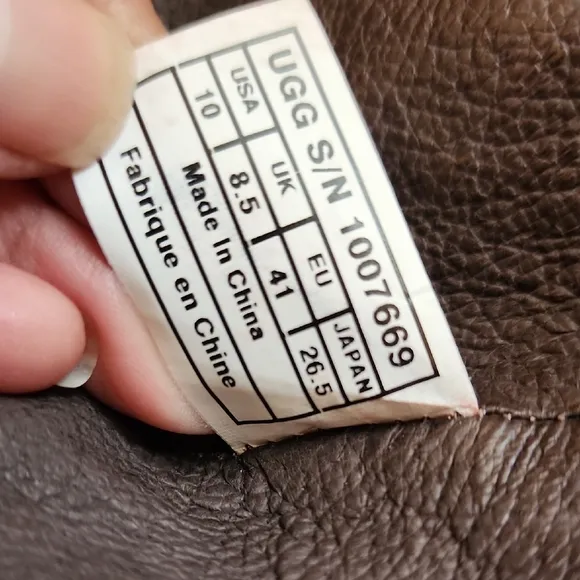 UGG S/N 1007669
USA UK EU JAPAN
10 8.5 41 26.5
Made In China
Fabrique en Chine